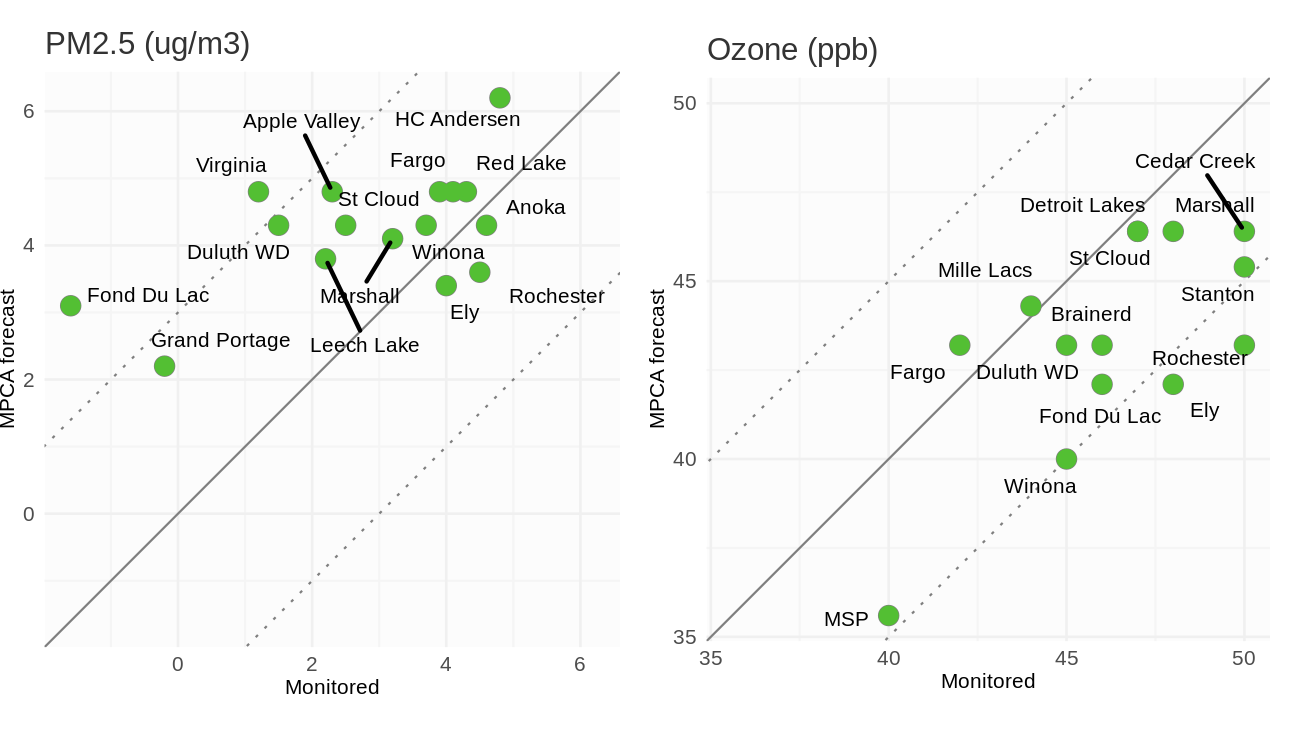 PM2.5 (ug/m3)
6
4
2
0
MPCA forecast
Apple Valley
HC Andersen
Virginia
Fargo
Red Lake
St Cloud
Anoka
Duluth WD
Winona
Fond Du Lac
Marshall
Rochester
Ely
Grand Portage
Leech Lake
0
2
4
6
Monitored
Ozone (ppb)
50
45
40
35
MPCA forecast
Cedar Creek
Detroit Lakes
Marshall
St Cloud
Mille Lacs
Stanton
Brainerd
Rochester
Fargo
Duluth WD
Fond Du Lac
Ely
Winona
MSP
35
40
45
50
Monitored